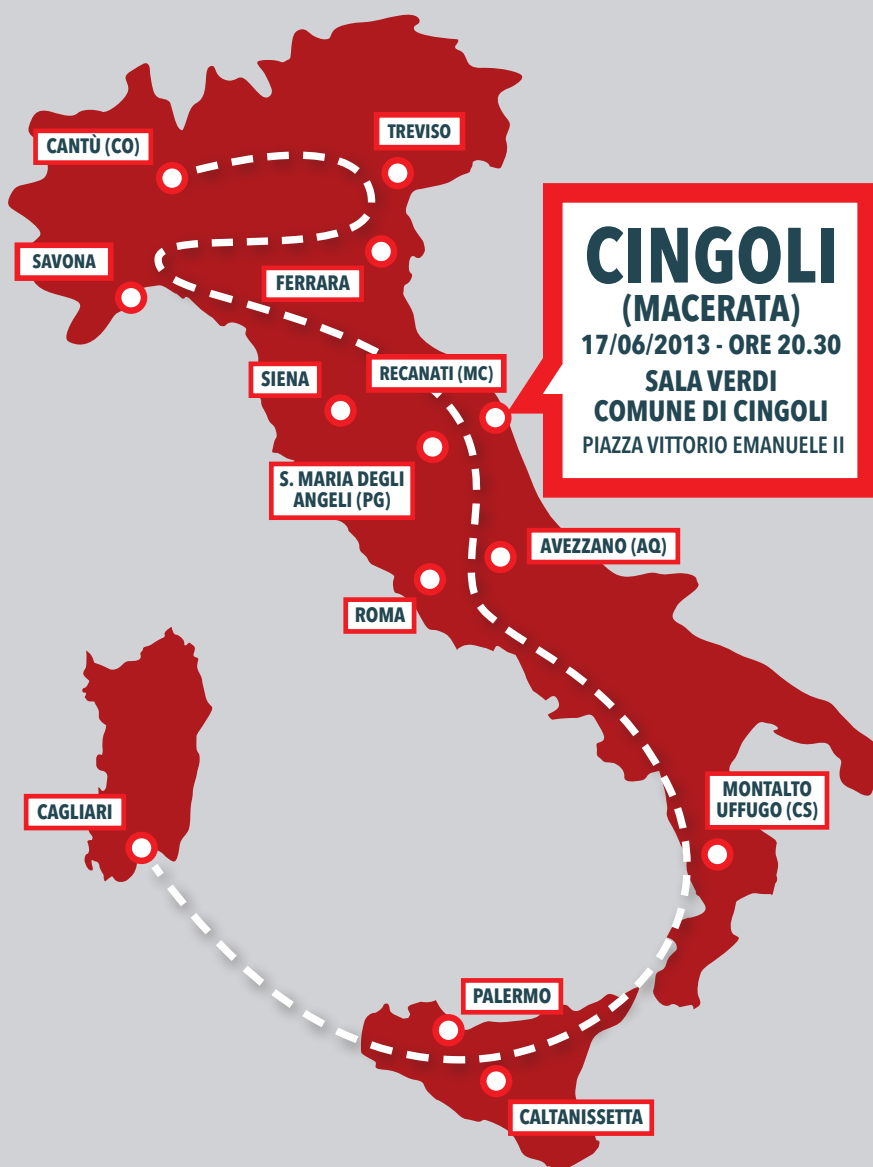 TREVISO
CANTÙ (CO)
SAVONA
FERRARA
CINGOLI
(MACERATA)
17/06/2013 - ORE 20.30
SALA VERDI
COMUNE DI CINGOLI
PIAZZA VITTORIO EMANUELE II
SIENA
RECANATI (MC)
S. MARIA DEGLI
ANGELI (PG)
AVEZZANO (AQ)
ROMA
CAGLIARI
MONTALTO
UFFUGO (CS)
PALERMO
CALTANISSETTA